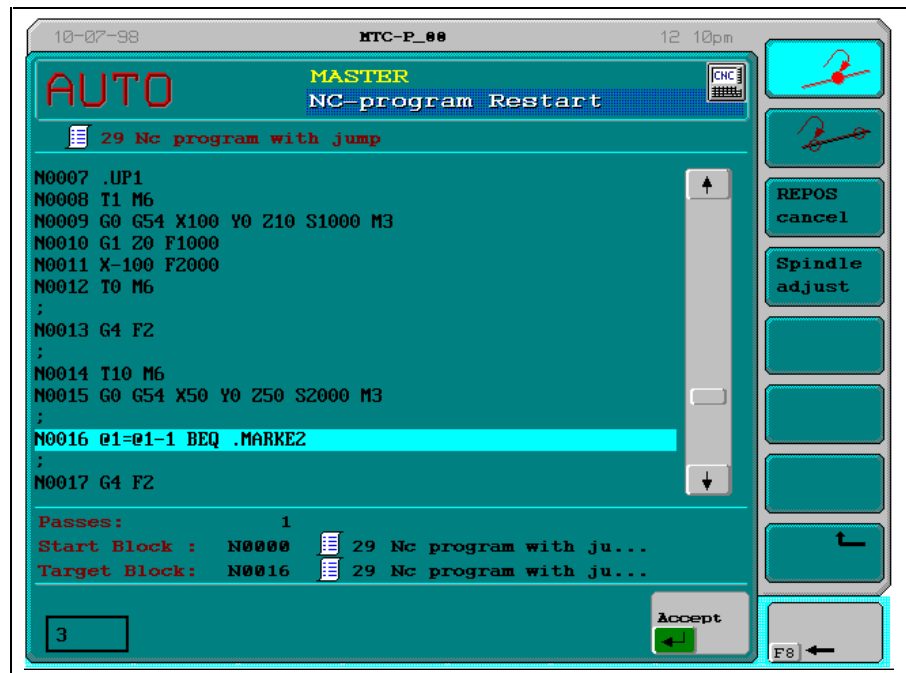 10-07-98 MTC-P_00 12 10pm
AUTO
MASTER
NC-program Restart
CNC
29 Nc program with jump
N0007 .UP1
N0008 T1 M6
N0009 G0 G54 X100 Y0 Z10 S1000 M3
N0010 G1 Z0 F1000
N0011 X-100 F2000
N0012 T0 M6
;
N0013 G4 F2
;
N0014 T10 M6
N0015 G0 G54 X50 Y0 Z50 S2000 M3
;
N0016 @1=@1-1 BEQ .MARKE2
;
N0017 G4 F2
Passes: 1
Start Block : N0000 29 Nc program with ju...
Target Block: N0016 29 Nc program with ju...
3
Accept
REPOS
cancel
Spindle
adjust
F8